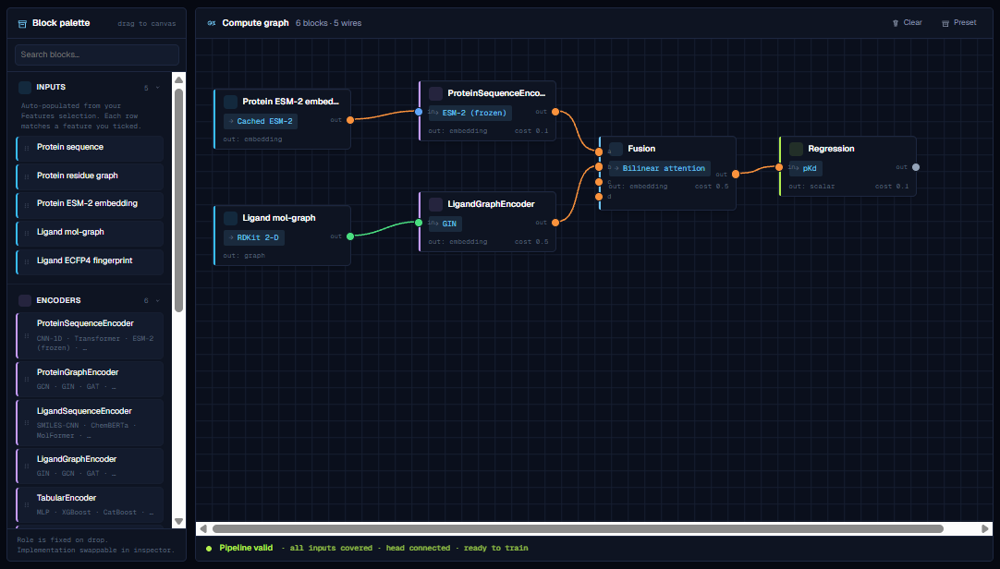 Block palette
drag to canvas
Search blocks…
INPUTS
5
Auto-populated from your
Features selection. Each row
matches a feature you ticked.
Protein sequence
Protein residue graph
Protein ESM-2 embedding
Ligand mol-graph
Ligand ECFP4 fingerprint
ENCODERS
6
ProteinSequenceEncoder
CNN-1D · Transformer · ESM-2
(frozen) · …
ProteinGraphEncoder
GCN · GIN · GAT · …
LigandSequenceEncoder
SMILES-CNN · ChemBERTa ·
MolFormer · …
LigandGraphEncoder
GIN · GCN · GAT · …
TabularEncoder
MLP · XGBoost · CatBoost · …
Role is fixed on drop.
Implementation swappable in inspector.
Compute graph
6 blocks · 5 wires
Clear
Preset
Protein ESM-2 embed…
Cached ESM-2
out
out: embedding
ProteinSequenceEnco…
in
ESM-2 (frozen)
out
out: embedding
cost 0.1
Ligand mol-graph
RDKit 2-D
out
out: graph
LigandGraphEncoder
in
GIN
out
out: embedding
cost 0.5
Fusion
a
b
Bilinear attention
out
c
out: embedding
cost 0.5
d
Regression
in
pKd
out
out: scalar
cost 0.1
Pipeline valid · all inputs covered · head connected · ready to train